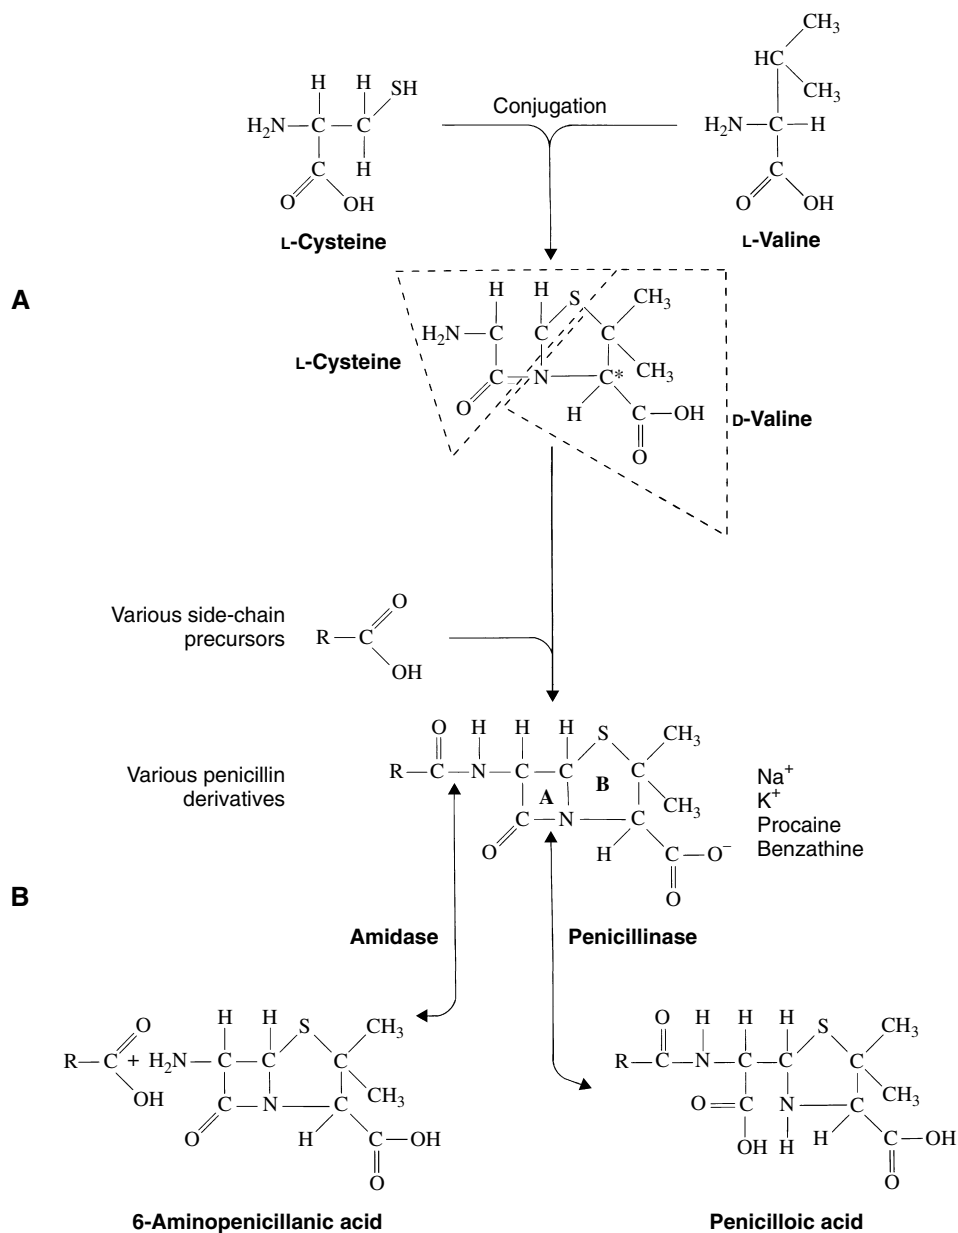 CH₃
HC
CH₃
H H SH
H₂N—C—C
H
C
O OH
L-Cysteine
Conjugation
H₂N—C—H
C
O OH
L-Valine
A
H H S CH₃
H₂N—C C C
CH₃
L-Cysteine
C N C*
O H C—OH
O
D-Valine
Various side-chain
precursors
R—C
O
OH
Various penicillin
derivatives
O H H H S CH₃
R—C—N—C—C C
A B CH₃
C—N C
O H C—O⁻
O
Na⁺
K⁺
Procaine
Benzathine
B
Amidase
Penicillinase
O H H S CH₃
R—C + H₂N—C—C C
OH CH₃
C—N C
O H C—OH
O
6-Aminopenicillanic acid
O H H H S CH₃
R—C—N—C—C C
CH₃
O=C N C
OH H H C—OH
O
Penicilloic acid